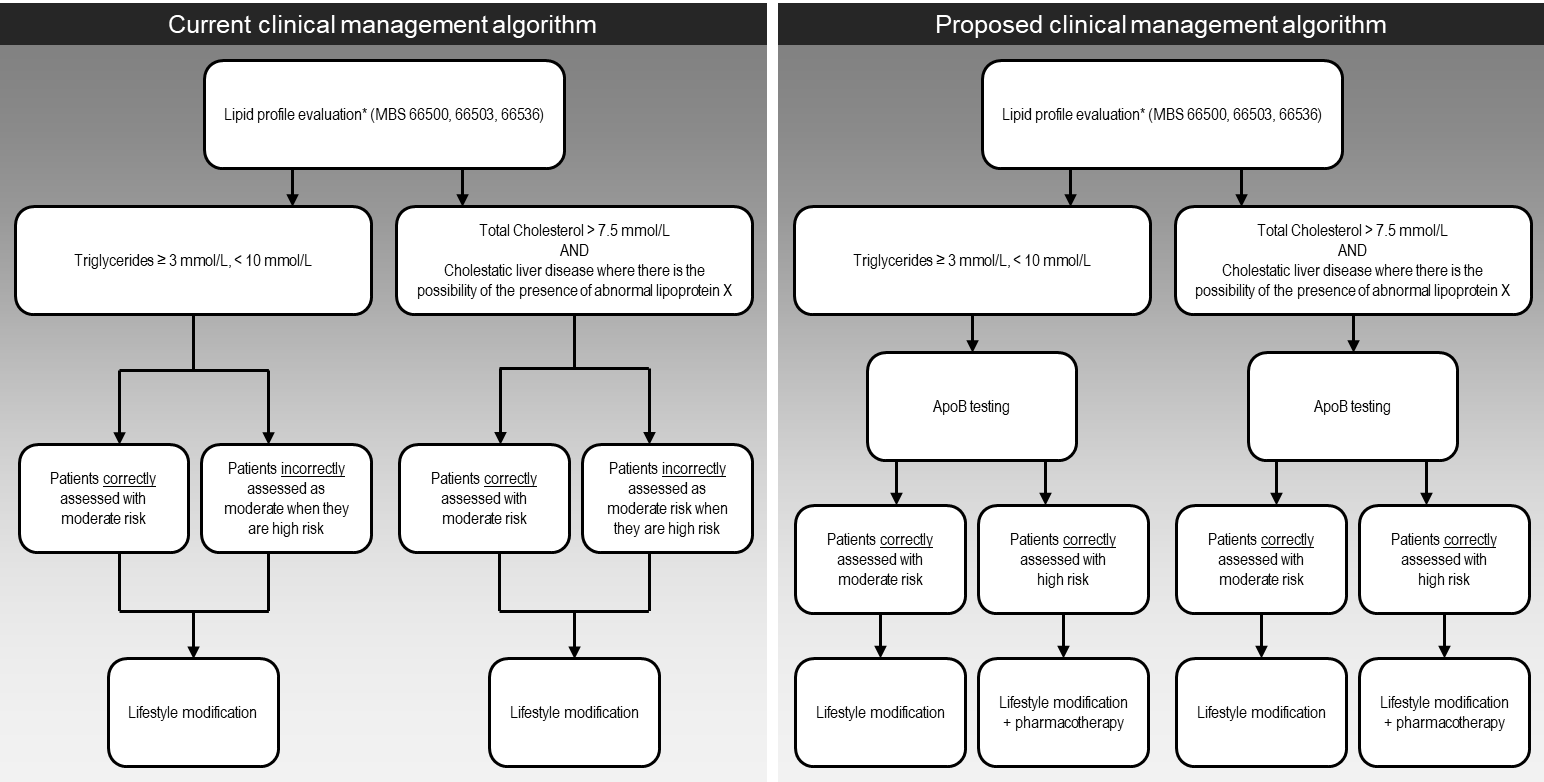 Current clinical management algorithm
Lipid profile evaluation* (MBS 66500, 66503, 66536)
Triglycerides ≥ 3 mmol/L, < 10 mmol/L
Total Cholesterol > 7.5 mmol/L
AND
Cholestatic liver disease where there is the
possibility of the presence of abnormal lipoprotein X
Patients correctly
assessed with
moderate risk
Patients incorrectly
assessed as
moderate when they
are high risk
Patients correctly
assessed with
moderate risk
Patients incorrectly
assessed as
moderate risk when
they are high risk
Lifestyle modification
Lifestyle modification
Proposed clinical management algorithm
Lipid profile evaluation* (MBS 66500, 66503, 66536)
Triglycerides ≥ 3 mmol/L, < 10 mmol/L
Total Cholesterol > 7.5 mmol/L
AND
Cholestatic liver disease where there is the
possibility of the presence of abnormal lipoprotein X
ApoB testing
ApoB testing
Patients correctly
assessed with
moderate risk
Patients correctly
assessed with
high risk
Patients correctly
assessed with
moderate risk
Patients correctly
assessed with
high risk
Lifestyle modification
Lifestyle modification
+ pharmacotherapy
Lifestyle modification
Lifestyle modification
+ pharmacotherapy